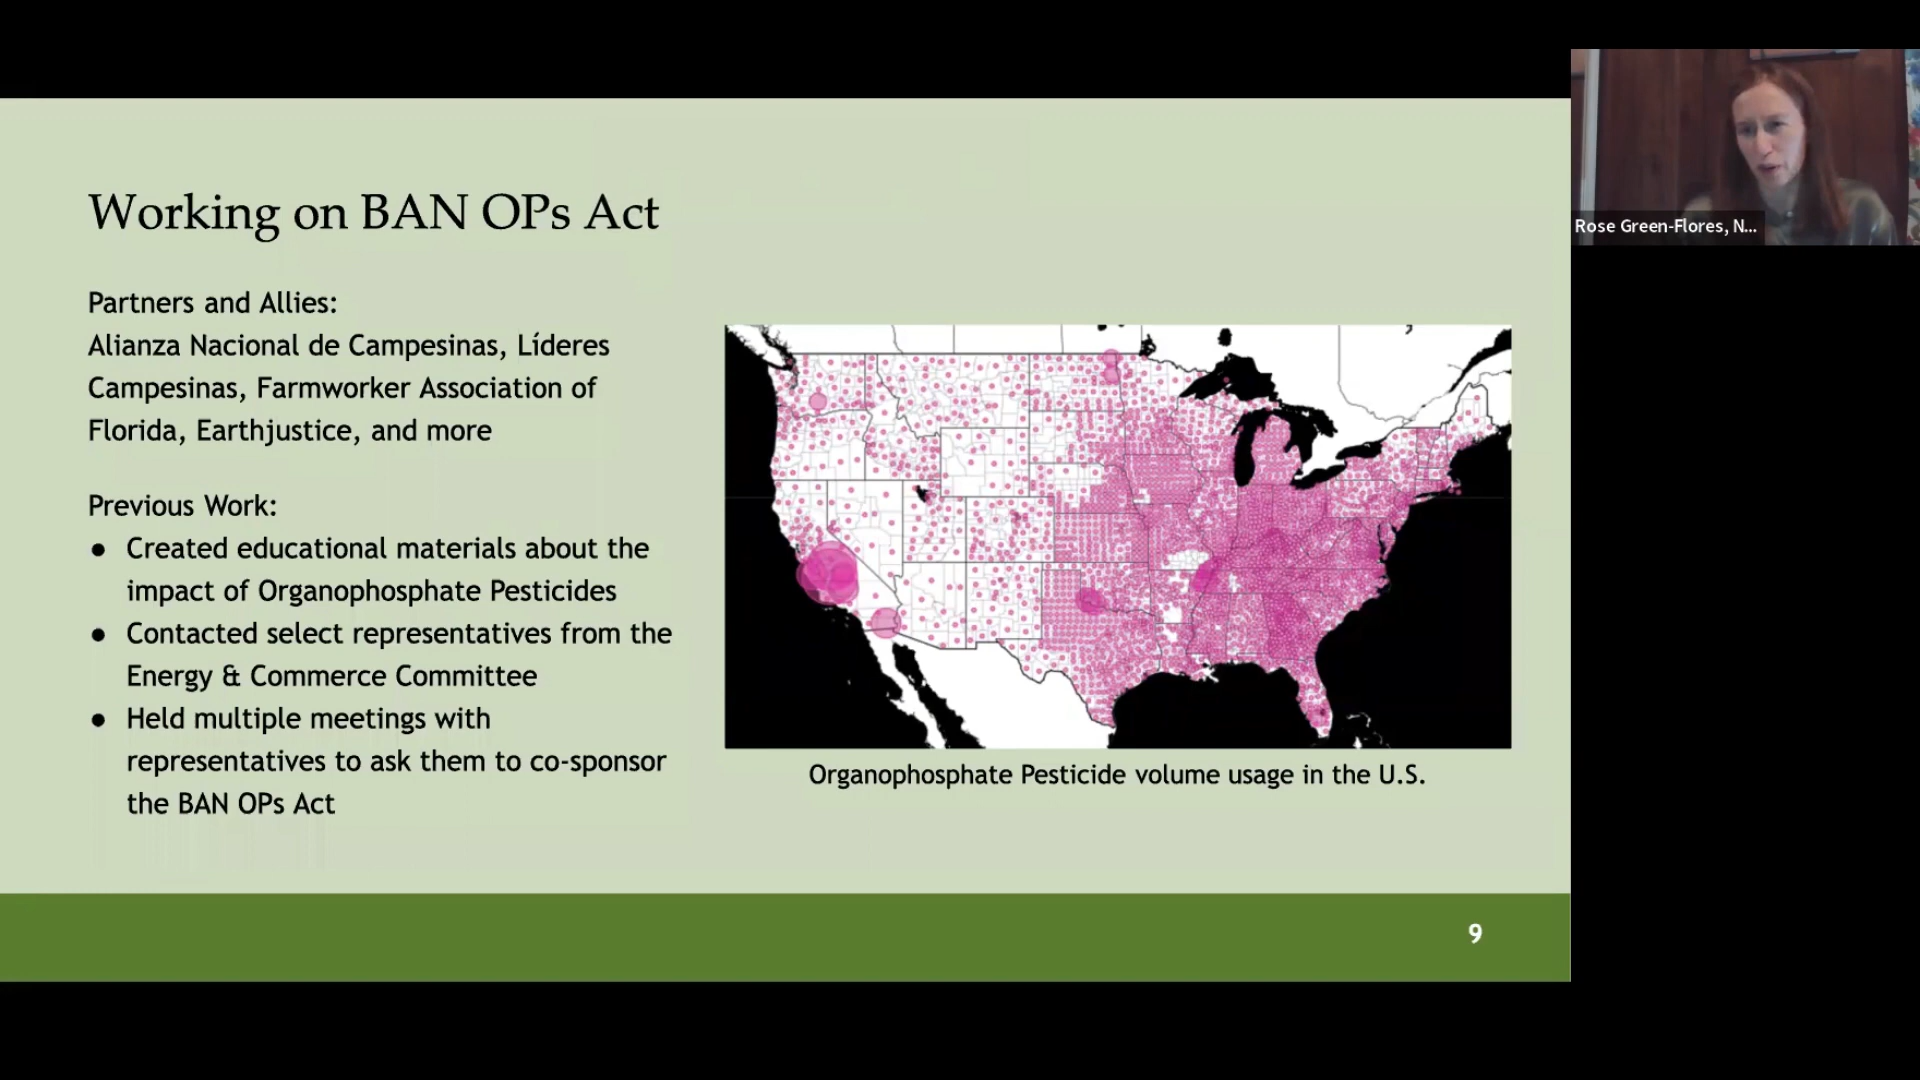 Working on BAN OPs Act
Partners and Allies:
Alianza Nacional de Campesinas, Líderes
Campesinas, Farmworker Association of
Florida, Earthjustice, and more
Previous Work:
● Created educational materials about the
impact of Organophosphate Pesticides
● Contacted select representatives from the
Energy & Commerce Committee
● Held multiple meetings with
representatives to ask them to co-sponsor
the BAN OPs Act
Organophosphate Pesticide volume usage in the U.S.
9
Rose Green-Flores, N...